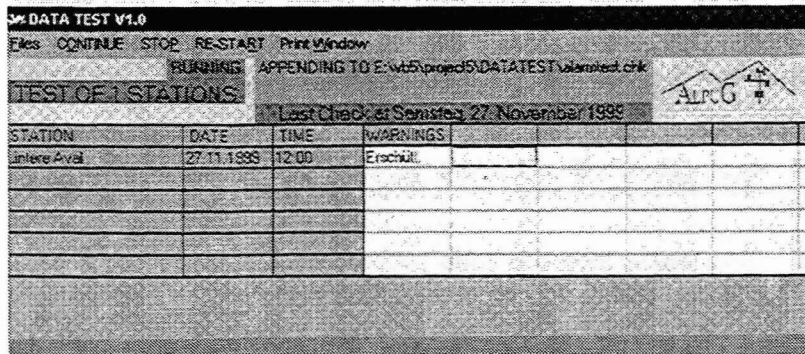 DATA TEST V1.0
Files CONTINUE STOP RE-START Print Window
RUNNING APPENDING TO E:\vb5\project5\DATATEST\alarmtest.chk
TEST OF 1 STATIONS:
Last Check at Samstag, 27. November 1999
AlpuG
STATION DATE TIME WARNINGS
27.11.1999 12:00 Erschütt.